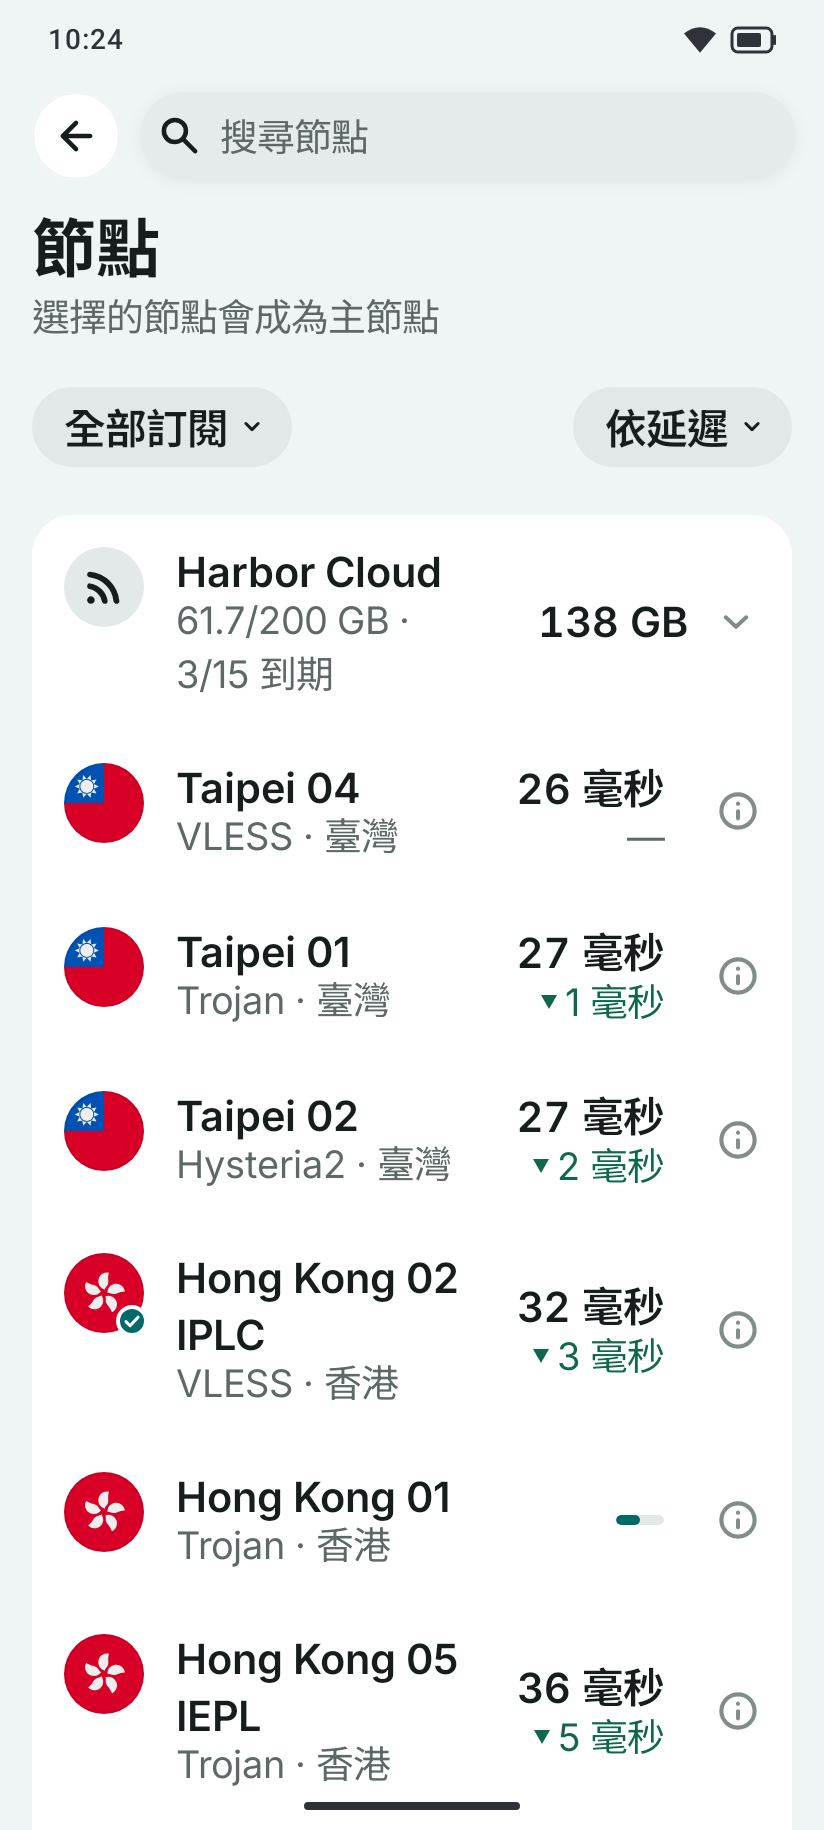 10:24
搜尋節點
節點
選擇的節點會成為主節點
全部訂閱
依延遲
Harbor Cloud
61.7/200 GB ·
3/15 到期
138 GB
Taipei 04
VLESS · 臺灣
26 毫秒
—
Taipei 01
Trojan · 臺灣
27 毫秒
▼1 毫秒
Taipei 02
Hysteria2 · 臺灣
27 毫秒
▼2 毫秒
Hong Kong 02
IPLC
VLESS · 香港
32 毫秒
▼3 毫秒
Hong Kong 01
Trojan · 香港
Hong Kong 05
IEPL
Trojan · 香港
36 毫秒
▼5 毫秒